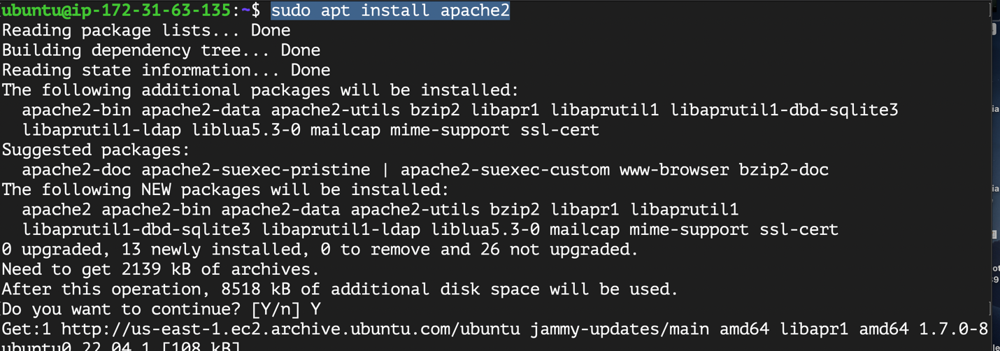 ubuntu@ip-172-31-63-135:~$ sudo apt install apache2
Reading package lists... Done
Building dependency tree... Done
Reading state information... Done
The following additional packages will be installed:
  apache2-bin apache2-data apache2-utils bzip2 libapr1 libaprutil1 libaprutil1-dbd-sqlite3
  libaprutil1-ldap liblua5.3-0 mailcap mime-support ssl-cert
Suggested packages:
  apache2-doc apache2-suexec-pristine | apache2-suexec-custom www-browser bzip2-doc
The following NEW packages will be installed:
  apache2 apache2-bin apache2-data apache2-utils bzip2 libapr1 libaprutil1
  libaprutil1-dbd-sqlite3 libaprutil1-ldap liblua5.3-0 mailcap mime-support ssl-cert
0 upgraded, 13 newly installed, 0 to remove and 26 not upgraded.
Need to get 2139 kB of archives.
After this operation, 8518 kB of additional disk space will be used.
Do you want to continue? [Y/n] Y
Get:1 http://us-east-1.ec2.archive.ubuntu.com/ubuntu jammy-updates/main amd64 libapr1 amd64 1.7.0-8
ubuntu0.22.04.1 [108 kB]